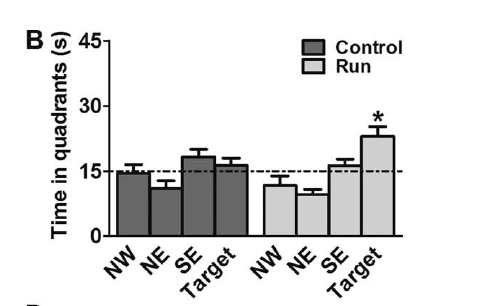 B
Time in quadrants (s)
45
30
15
0
Control
Run
*
NW
NE
SE
Target
NW
NE
SE
Target